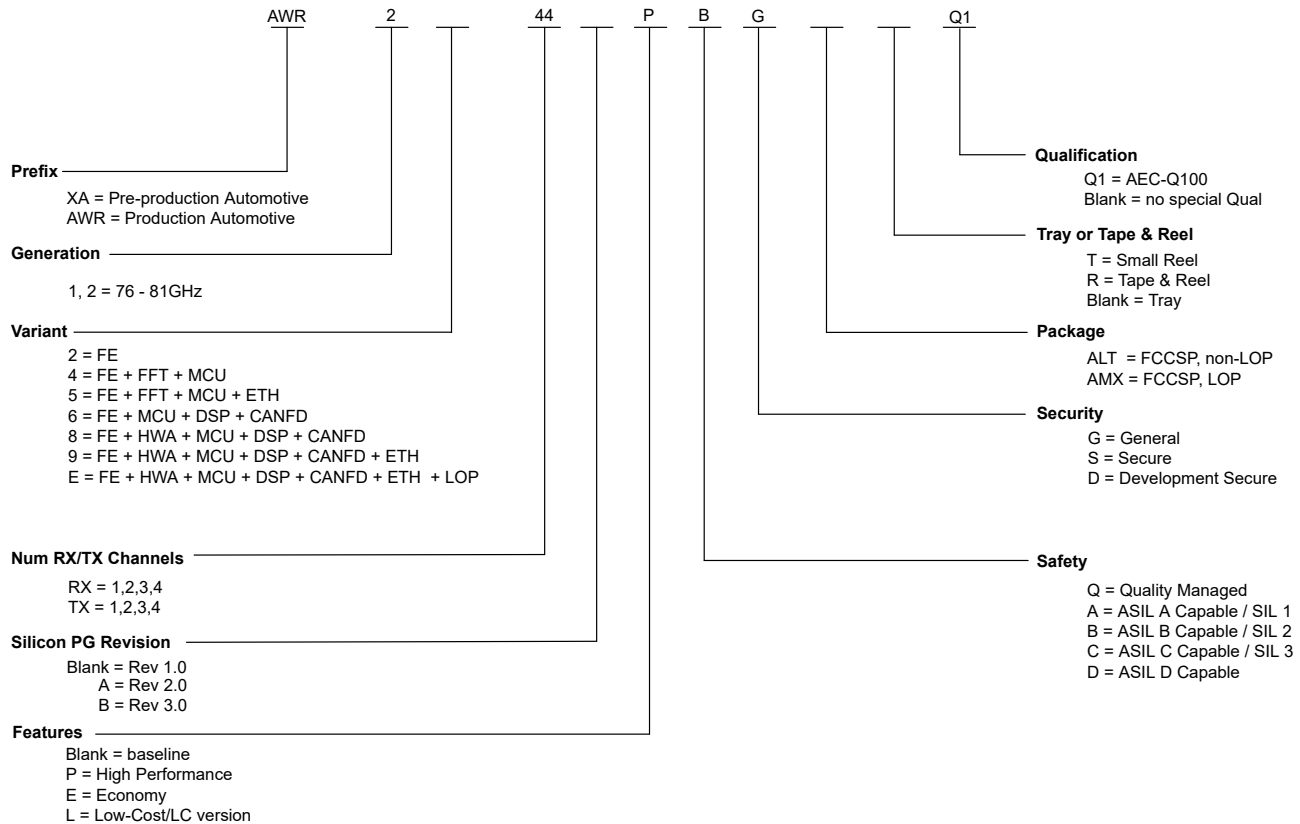 AWR 2 44 P B G Q1
Prefix
XA = Pre-production Automotive
AWR = Production Automotive
Generation
1, 2 = 76 - 81GHz
Variant
2 = FE
4 = FE + FFT + MCU
5 = FE + FFT + MCU + ETH
6 = FE + MCU + DSP + CANFD
8 = FE + HWA + MCU + DSP + CANFD
9 = FE + HWA + MCU + DSP + CANFD + ETH
E = FE + HWA + MCU + DSP + CANFD + ETH + LOP
Num RX/TX Channels
RX = 1,2,3,4
TX = 1,2,3,4
Silicon PG Revision
Blank = Rev 1.0
A = Rev 2.0
B = Rev 3.0
Features
Blank = baseline
P = High Performance
E = Economy
L = Low-Cost/LC version
Qualification
Q1 = AEC-Q100
Blank = no special Qual
Tray or Tape & Reel
T = Small Reel
R = Tape & Reel
Blank = Tray
Package
ALT = FCCSP, non-LOP
AMX = FCCSP, LOP
Security
G = General
S = Secure
D = Development Secure
Safety
Q = Quality Managed
A = ASIL A Capable / SIL 1
B = ASIL B Capable / SIL 2
C = ASIL C Capable / SIL 3
D = ASIL D Capable